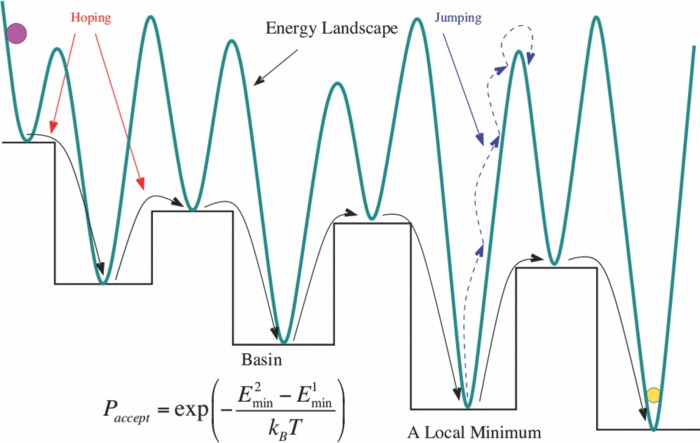 Hoping
Energy Landscape
Jumping
Basin
P_accept = exp(-(E²_min - E¹_min)/(k_B T))
A Local Minimum